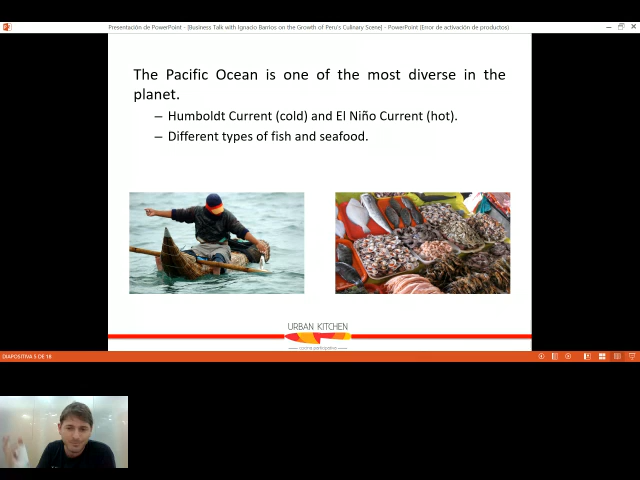 Presentación de PowerPoint - [Business Talk with Ignacio Barrios on the Growth of Peru's Culinary Scene] - PowerPoint (Error de activación de productos)
The Pacific Ocean is one of the most diverse in the
planet.
– Humboldt Current (cold) and El Niño Current (hot).
– Different types of fish and seafood.
URBAN KITCHEN
cocina participativa
DIAPOSITIVA 5 DE 18